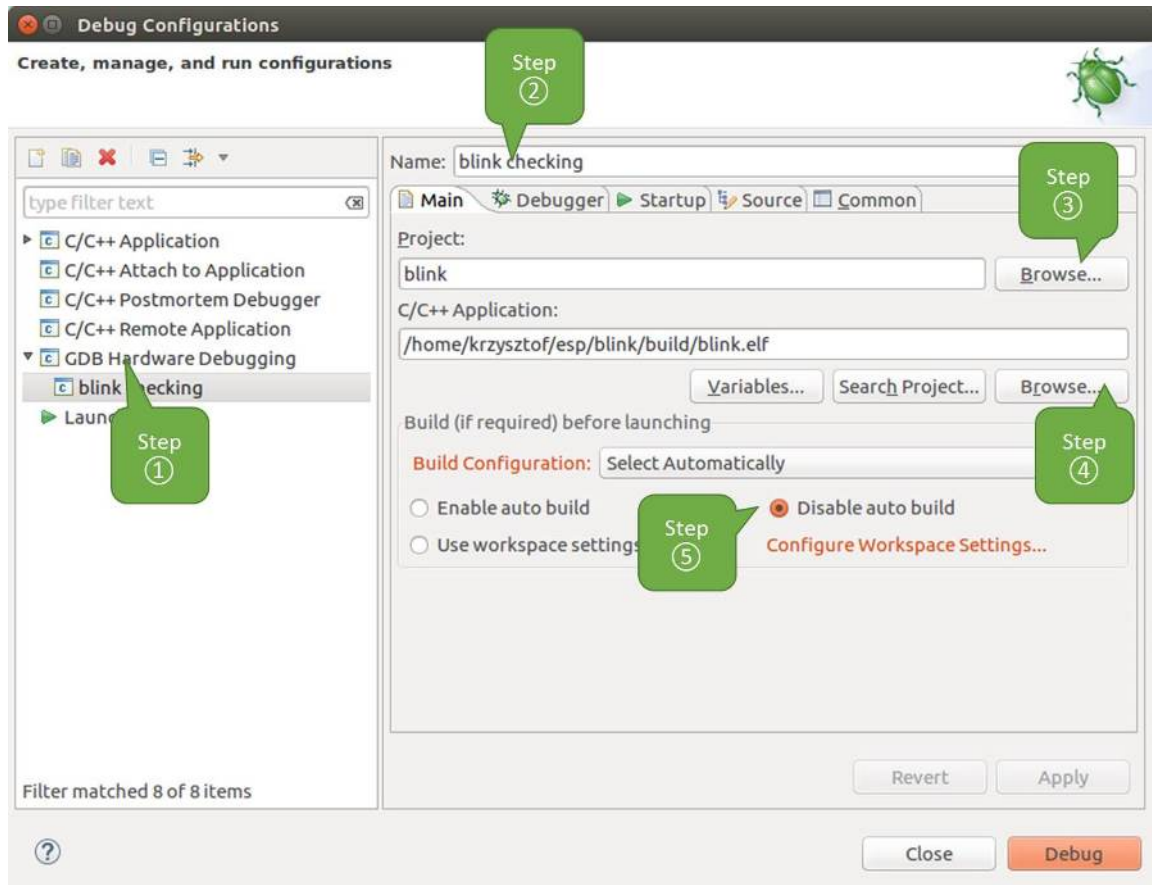 Debug Configurations
Create, manage, and run configurations
Step
②
type filter text
C/C++ Application
C/C++ Attach to Application
C/C++ Postmortem Debugger
C/C++ Remote Application
GDB Hardware Debugging
blink checking
Step
①
Filter matched 8 of 8 items
Name: blink checking
Main Debugger Startup Source Common
Step
③
Project:
blink Browse...
C/C++ Application:
/home/krzysztof/esp/blink/build/blink.elf
Variables... Search Project... Browse...
Step
④
Build (if required) before launching
Build Configuration: Select Automatically
Enable auto build Disable auto build
Step
⑤
Use workspace settings Configure Workspace Settings...
Revert Apply
Close Debug